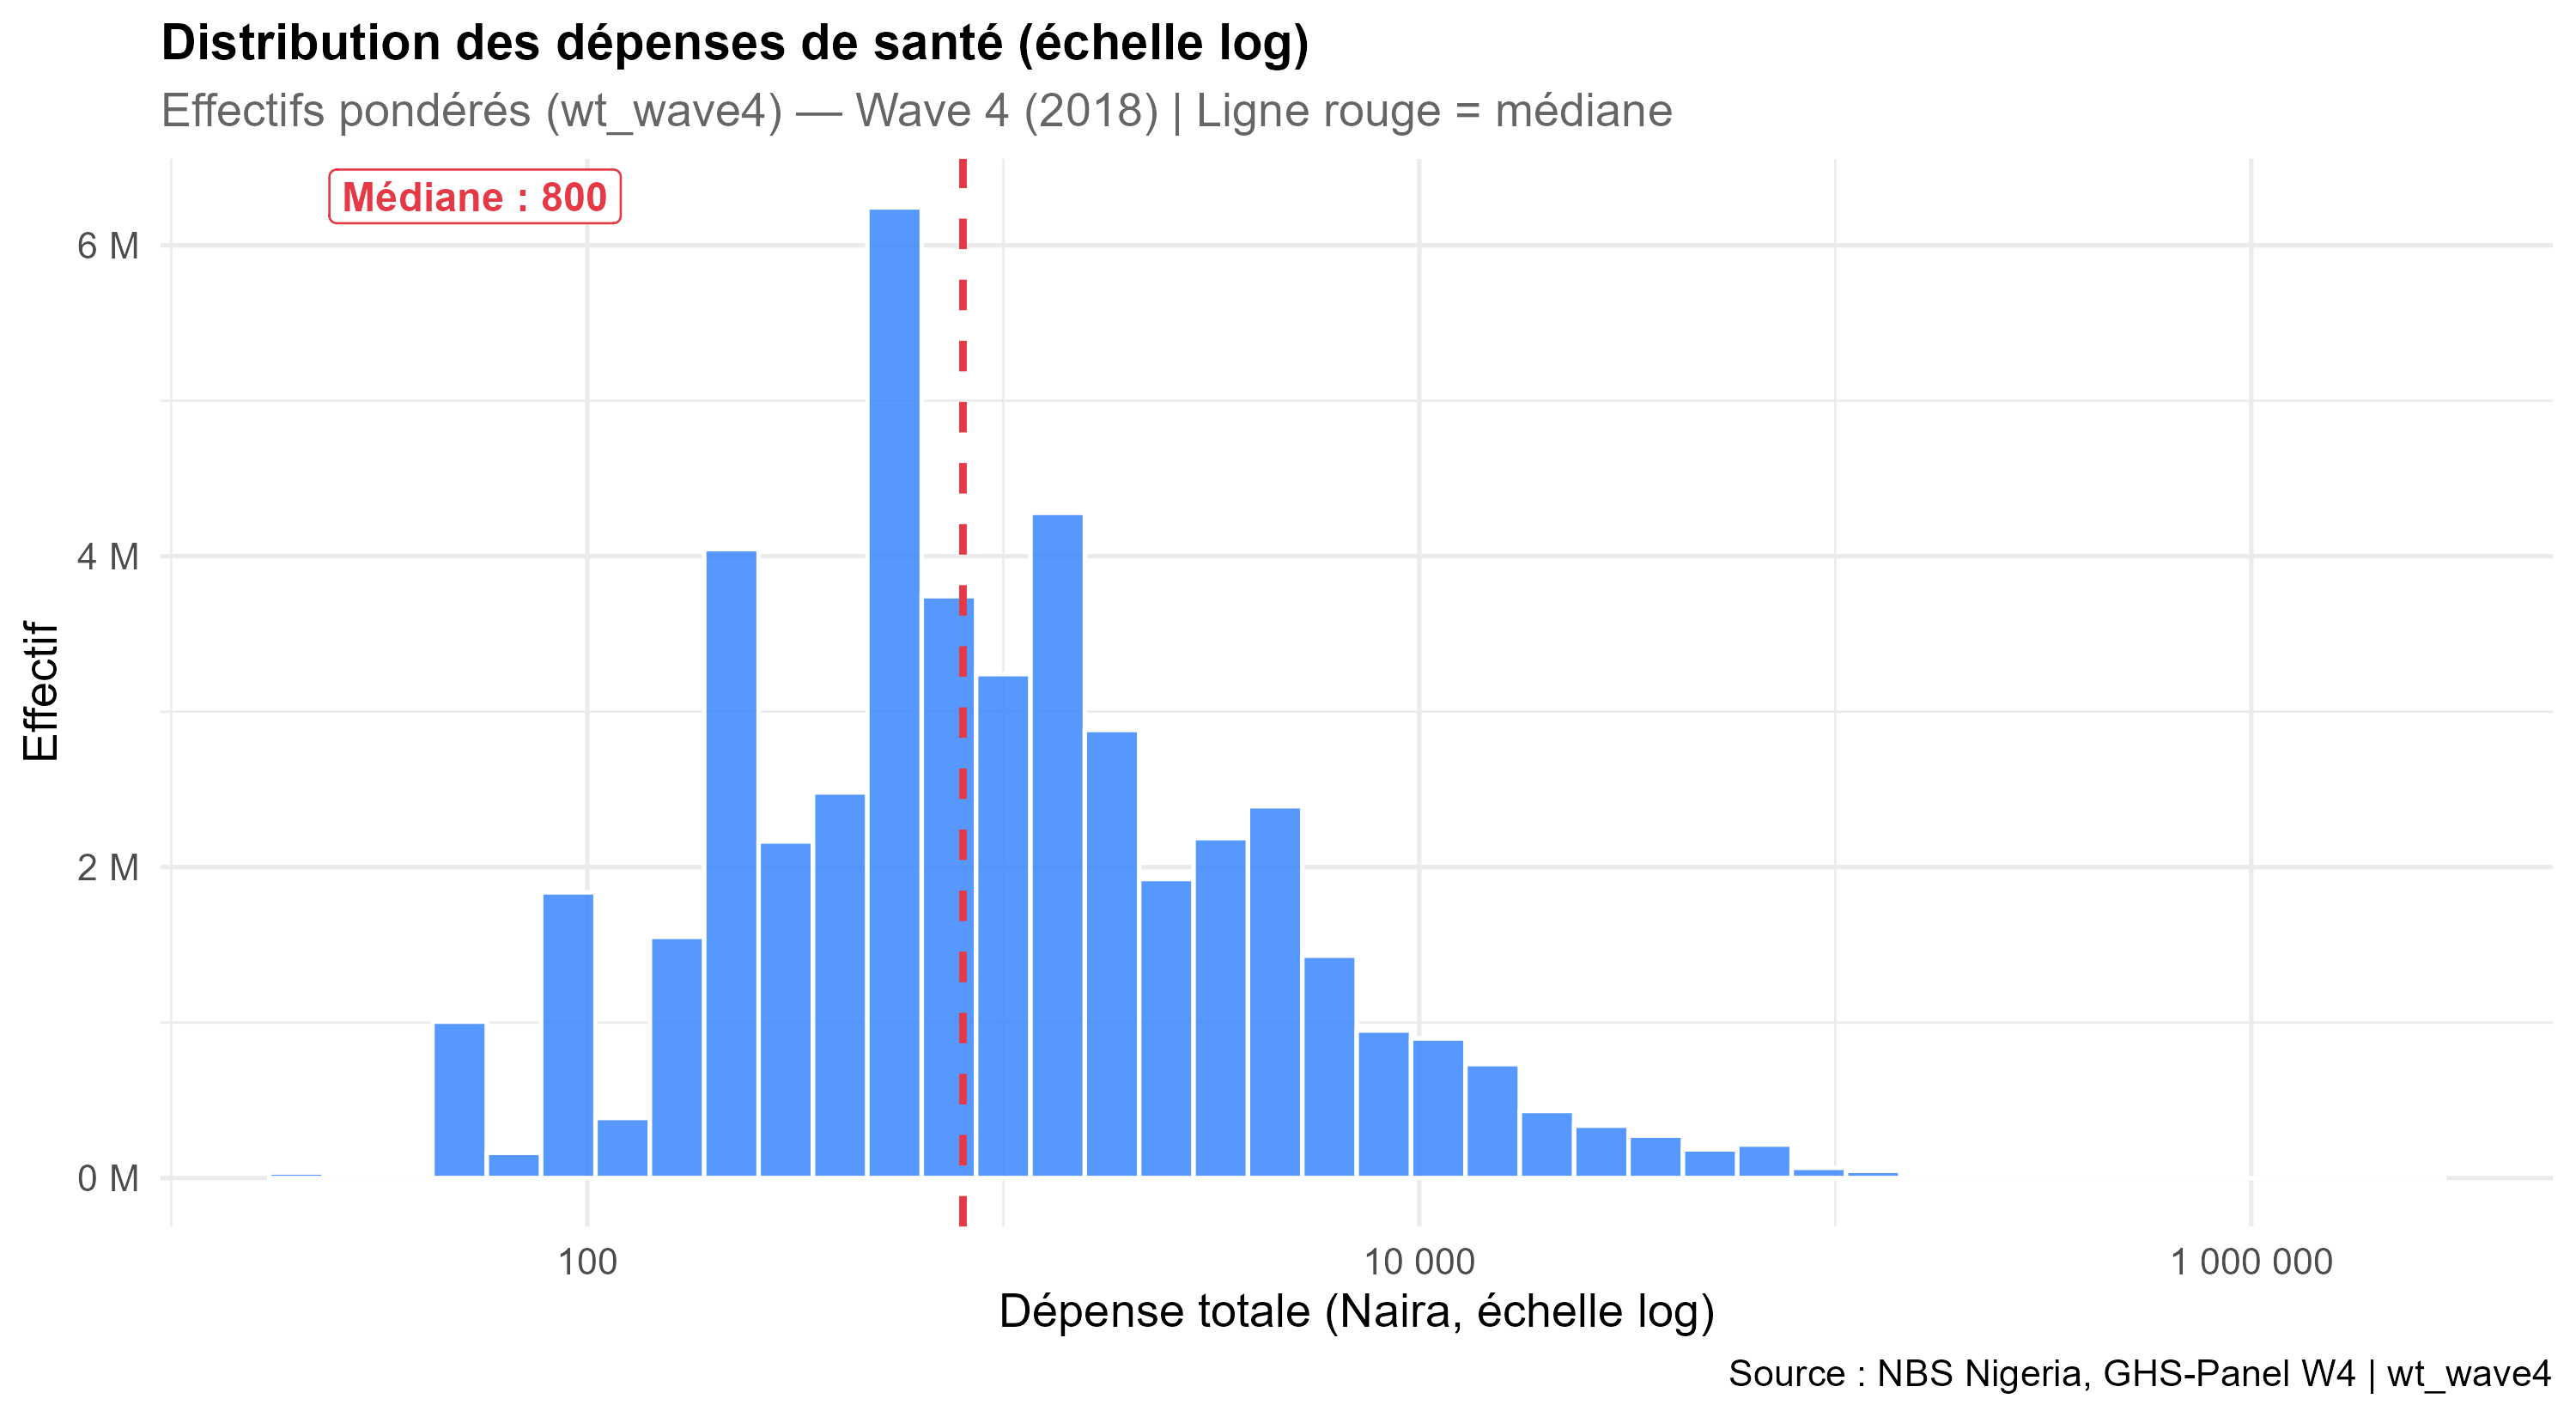 Distribution des dépenses de santé (échelle log)
Effectifs pondérés (wt_wave4) — Wave 4 (2018) | Ligne rouge = médiane
Médiane : 800
6 M
4 M
2 M
0 M
Effectif
100
10 000
1 000 000
Dépense totale (Naira, échelle log)
Source : NBS Nigeria, GHS-Panel W4 | wt_wave4